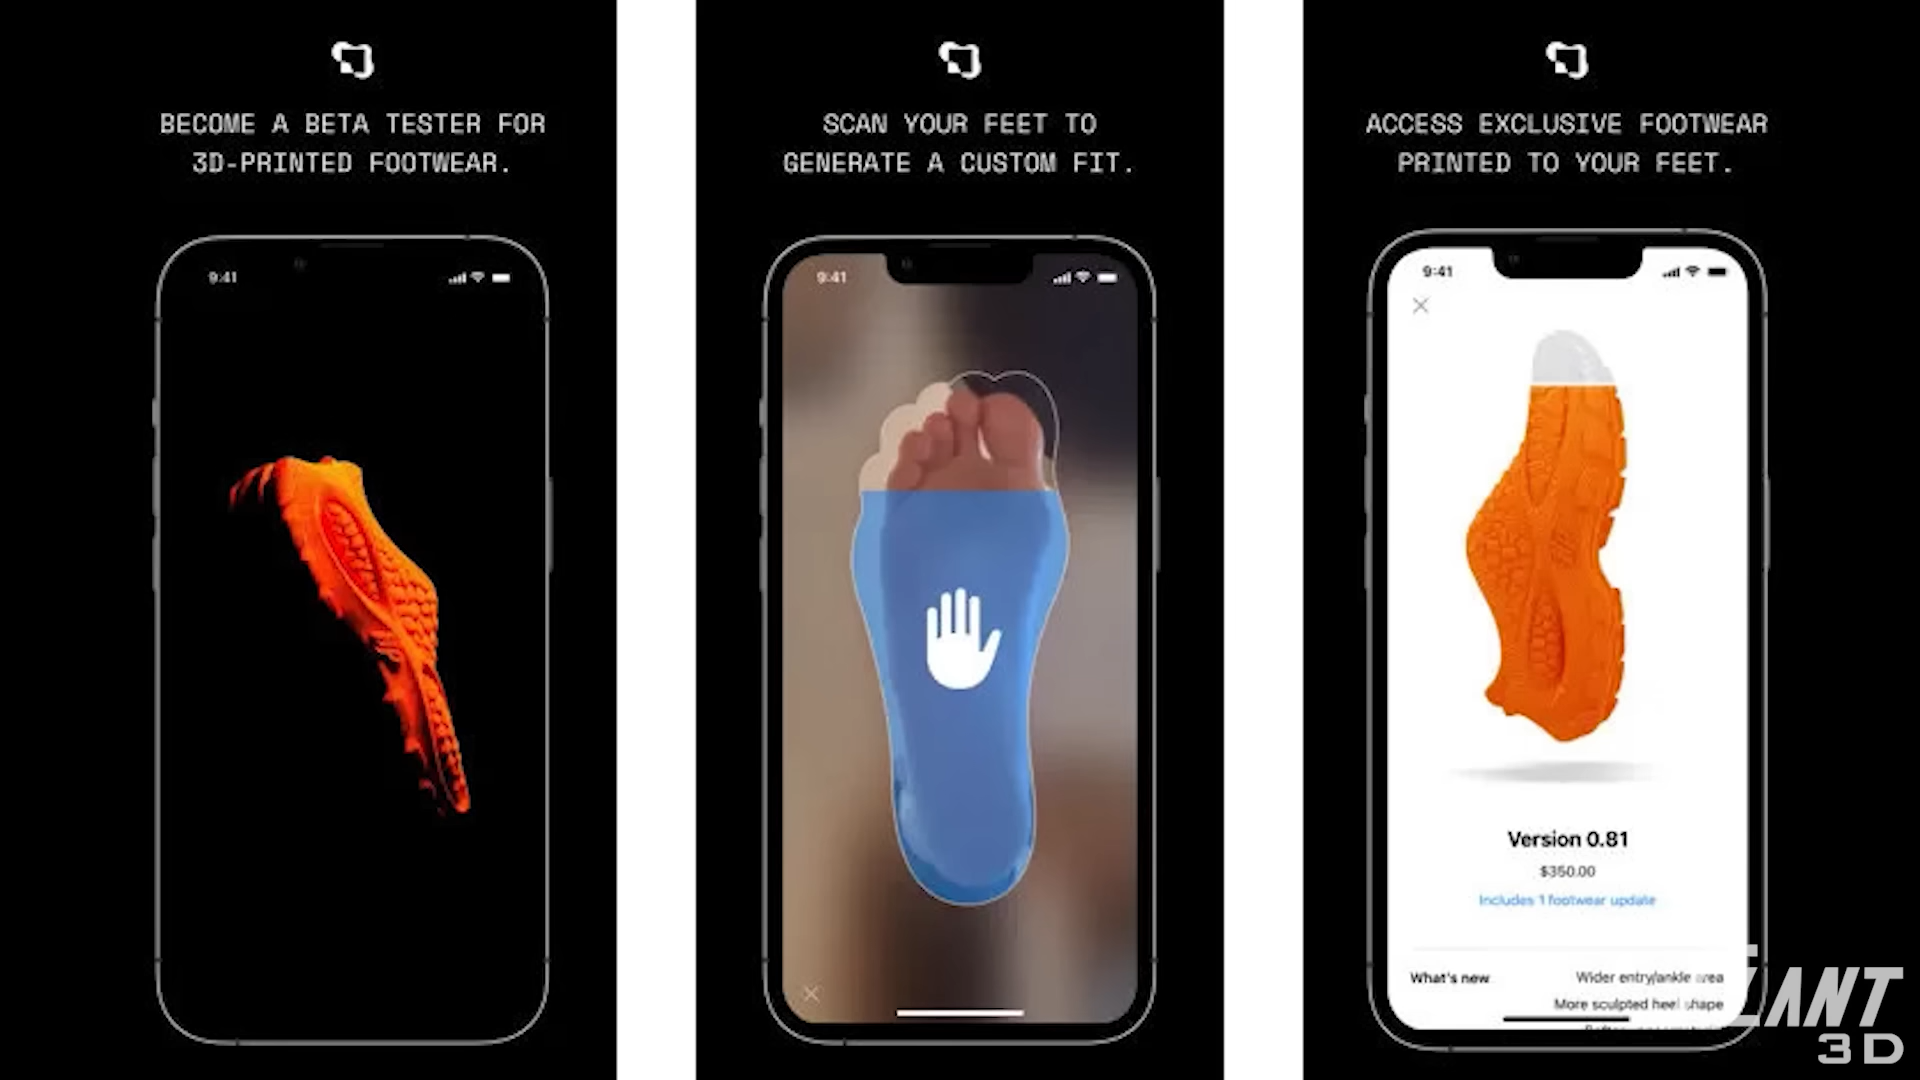 BECOME A BETA TESTER FOR
3D-PRINTED FOOTWEAR.
9:41
SCAN YOUR FEET TO
GENERATE A CUSTOM FIT.
9:41
ACCESS EXCLUSIVE FOOTWEAR
PRINTED TO YOUR FEET.
9:41
Version 0.81
$350.00
Includes 1 footwear update
What's new
Wider entry/ankle area
More sculpted heel shape
3D